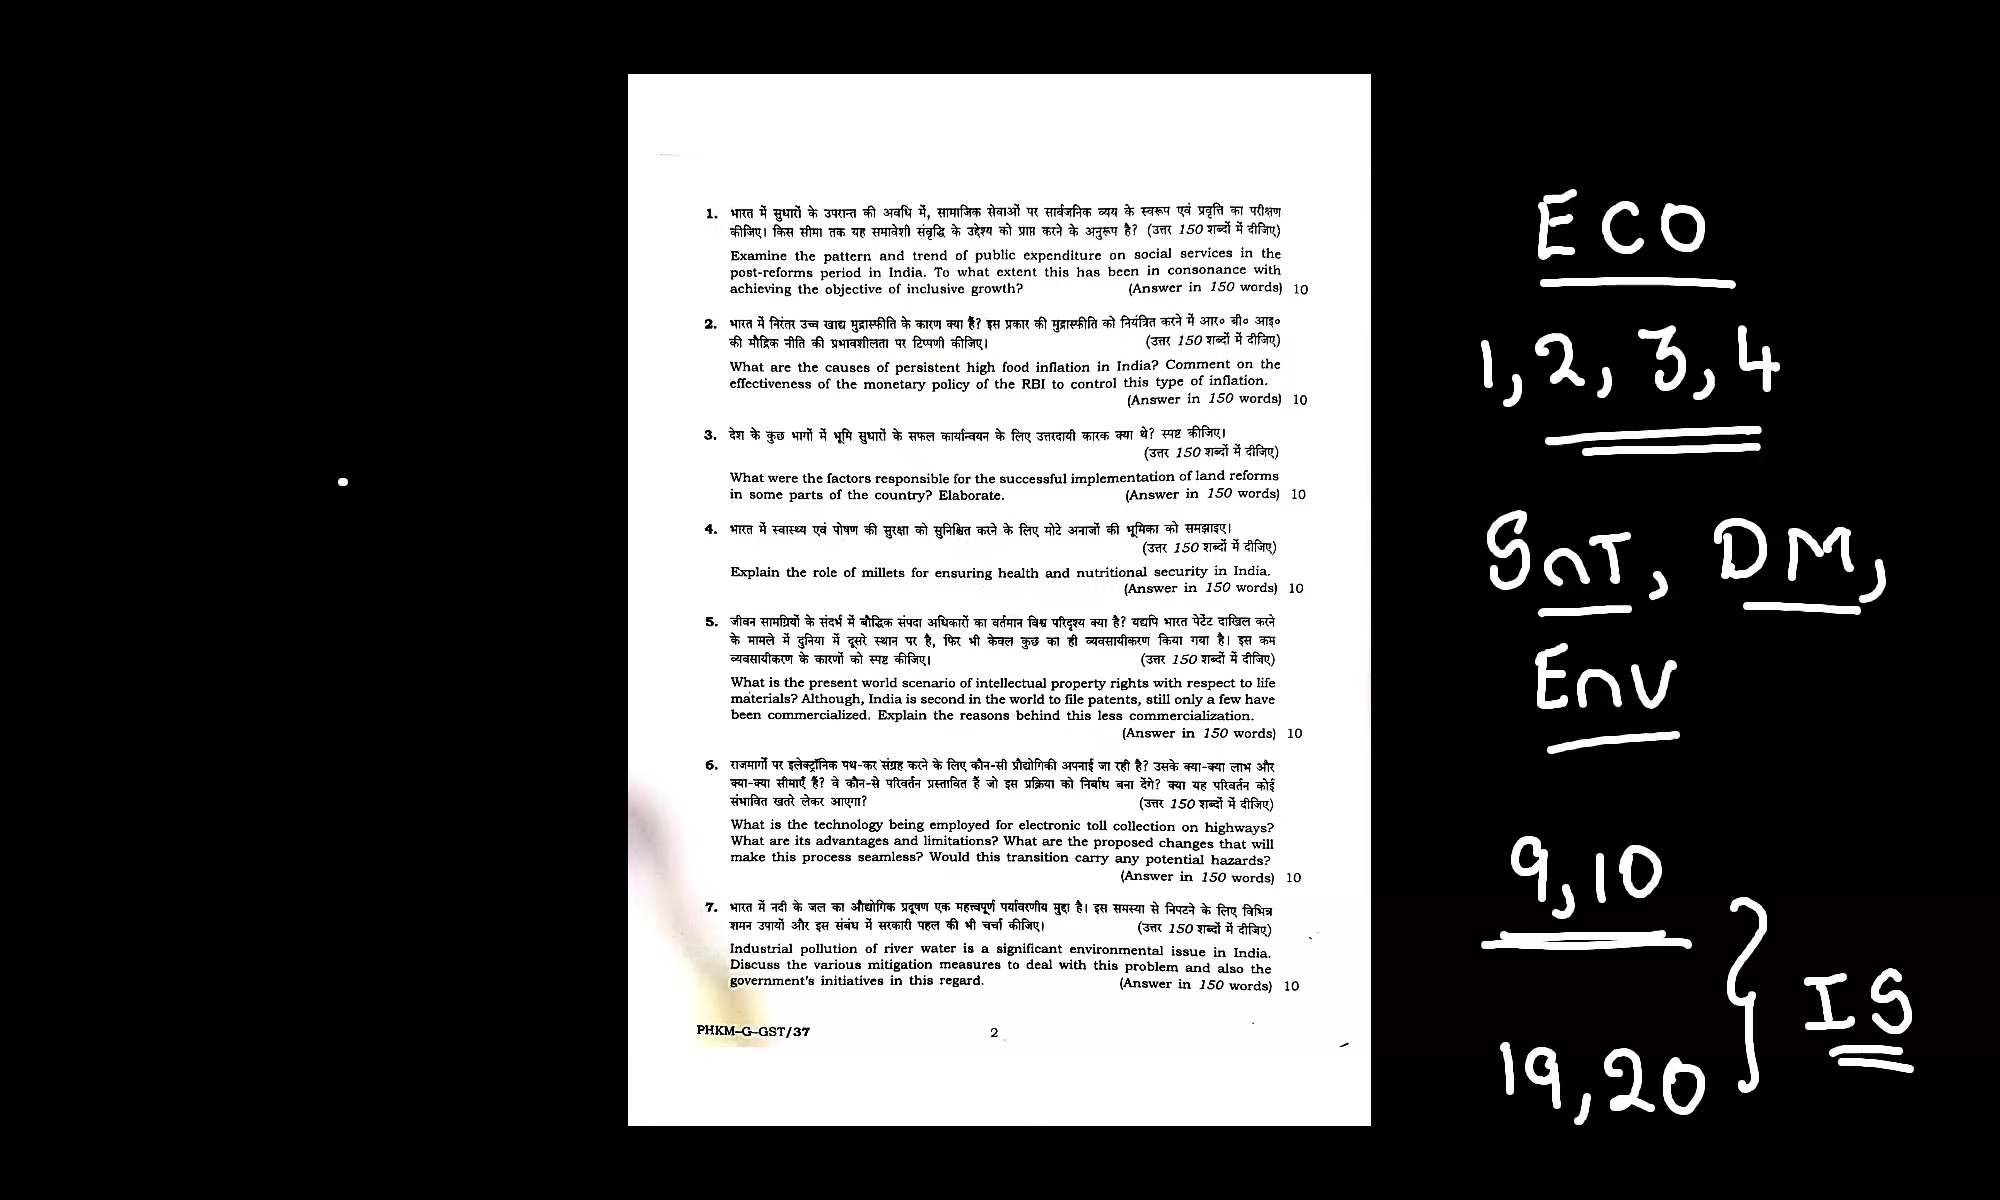 1. भारत में सुधारों के उपरान्त की अवधि में, सामाजिक सेवाओं पर सार्वजनिक व्यय के स्वरूप एवं प्रवृत्ति का परीक्षण
कीजिए। किस सीमा तक यह समावेशी संवृद्धि के उद्देश्य को प्राप्त करने के अनुरूप है? (उत्तर 150 शब्दों में दीजिए)
Examine the pattern and trend of public expenditure on social services in the
post-reforms period in India. To what extent this has been in consonance with
achieving the objective of inclusive growth? (Answer in 150 words) 10
2. भारत में निरंतर उच्च खाद्य मुद्रास्फीति के कारण क्या हैं? इस प्रकार की मुद्रास्फीति को नियंत्रित करने में आर० बी० आइ०
की मौद्रिक नीति की प्रभावशीलता पर टिप्पणी कीजिए। (उत्तर 150 शब्दों में दीजिए)
What are the causes of persistent high food inflation in India? Comment on the
effectiveness of the monetary policy of the RBI to control this type of inflation.
(Answer in 150 words) 10
3. देश के कुछ भागों में भूमि सुधारों के सफल कार्यान्वयन के लिए उत्तरदायी कारक क्या थे? स्पष्ट कीजिए।
(उत्तर 150 शब्दों में दीजिए)
What were the factors responsible for the successful implementation of land reforms
in some parts of the country? Elaborate. (Answer in 150 words) 10
4. भारत में स्वास्थ्य एवं पोषण की सुरक्षा को सुनिश्चित करने के लिए मोटे अनाजों की भूमिका को समझाइए।
(उत्तर 150 शब्दों में दीजिए)
Explain the role of millets for ensuring health and nutritional security in India.
(Answer in 150 words) 10
5. जीवन सामग्रियों के संदर्भ में बौद्धिक संपदा अधिकारों का वर्तमान विश्व परिदृश्य क्या है? यद्यपि भारत पेटेंट दाखिल करने
के मामले में दुनिया में दूसरे स्थान पर है, फिर भी केवल कुछ का ही व्यवसायीकरण किया गया है। इस कम
व्यवसायीकरण के कारणों को स्पष्ट कीजिए। (उत्तर 150 शब्दों में दीजिए)
What is the present world scenario of intellectual property rights with respect to life
materials? Although, India is second in the world to file patents, still only a few have
been commercialized. Explain the reasons behind this less commercialization.
(Answer in 150 words) 10
6. राजमार्गों पर इलेक्ट्रॉनिक पथ-कर संग्रह करने के लिए कौन-सी प्रौद्योगिकी अपनाई जा रही है? उसके क्या-क्या लाभ और
क्या-क्या सीमाएँ हैं? वे कौन-से परिवर्तन प्रस्तावित हैं जो इस प्रक्रिया को निर्बाध बना देंगे? क्या यह परिवर्तन कोई
संभावित खतरे लेकर आएगा? (उत्तर 150 शब्दों में दीजिए)
What is the technology being employed for electronic toll collection on highways?
What are its advantages and limitations? What are the proposed changes that will
make this process seamless? Would this transition carry any potential hazards?
(Answer in 150 words) 10
7. भारत में नदी के जल का औद्योगिक प्रदूषण एक महत्त्वपूर्ण पर्यावरणीय मुद्दा है। इस समस्या से निपटने के लिए विभिन्न
शमन उपायों और इस संबंध में सरकारी पहल की भी चर्चा कीजिए। (उत्तर 150 शब्दों में दीजिए)
Industrial pollution of river water is a significant environmental issue in India.
Discuss the various mitigation measures to deal with this problem and also the
government's initiatives in this regard. (Answer in 150 words) 10
PHKM-G-GST/37 2
ECO
1, 2, 3, 4
SnT, DM,
Env
9, 10
IS
19, 20